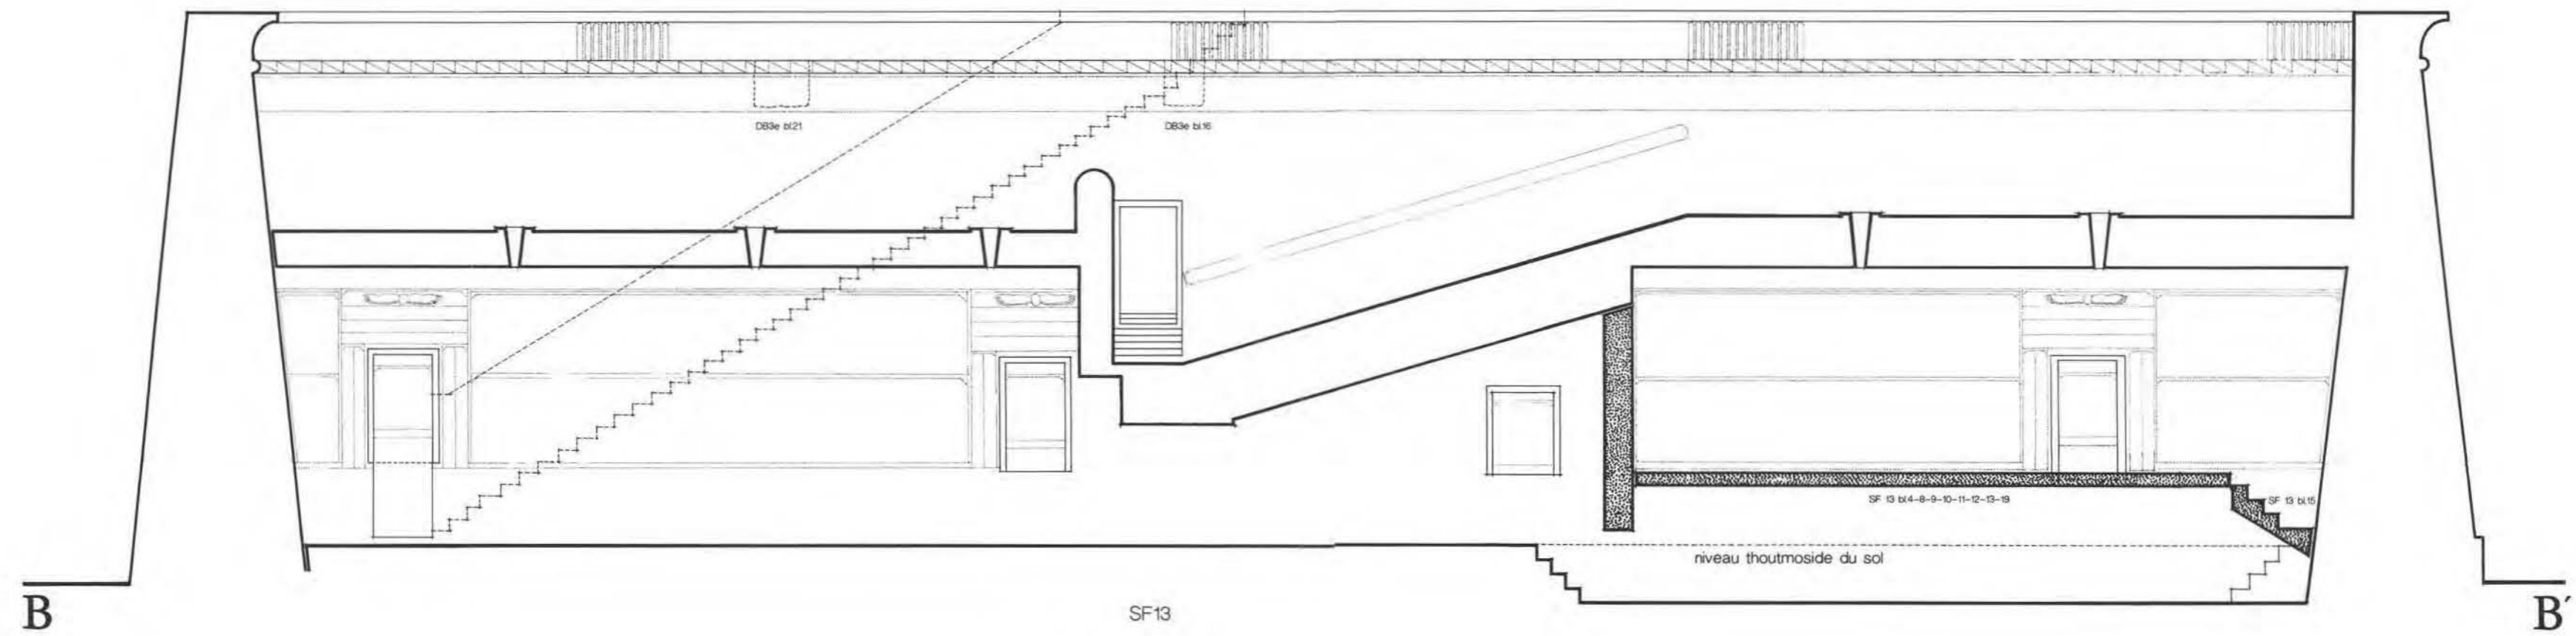 DB3e bl.21
DB3e bl.16
SF 13 bl.4-8-9-10-11-12-13-19
SF 13 bl.15
niveau thoutmoside du sol
B
SF13
B´